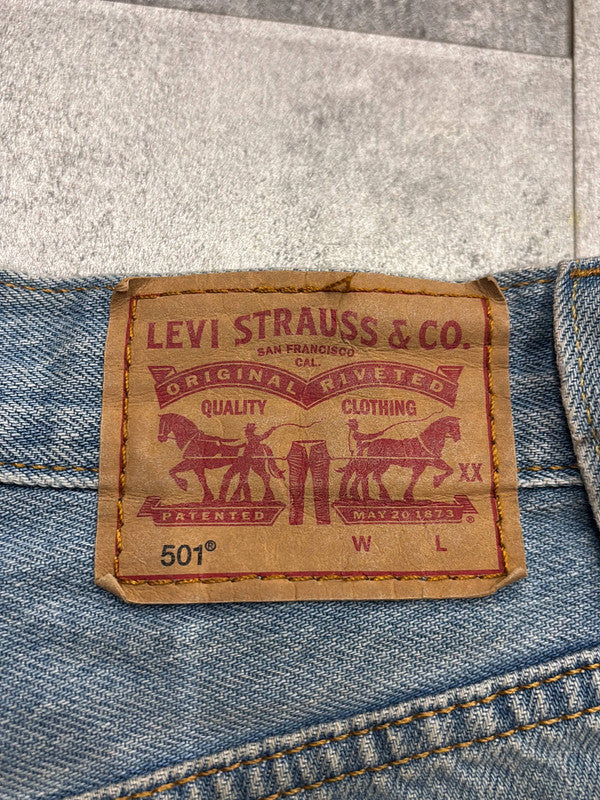 LEVI STRAUSS & CO.
SAN FRANCISCO
CAL.
ORIGINAL RIVETED
QUALITY CLOTHING
XX
PATENTED MAY 20 1873 ®
501® W L